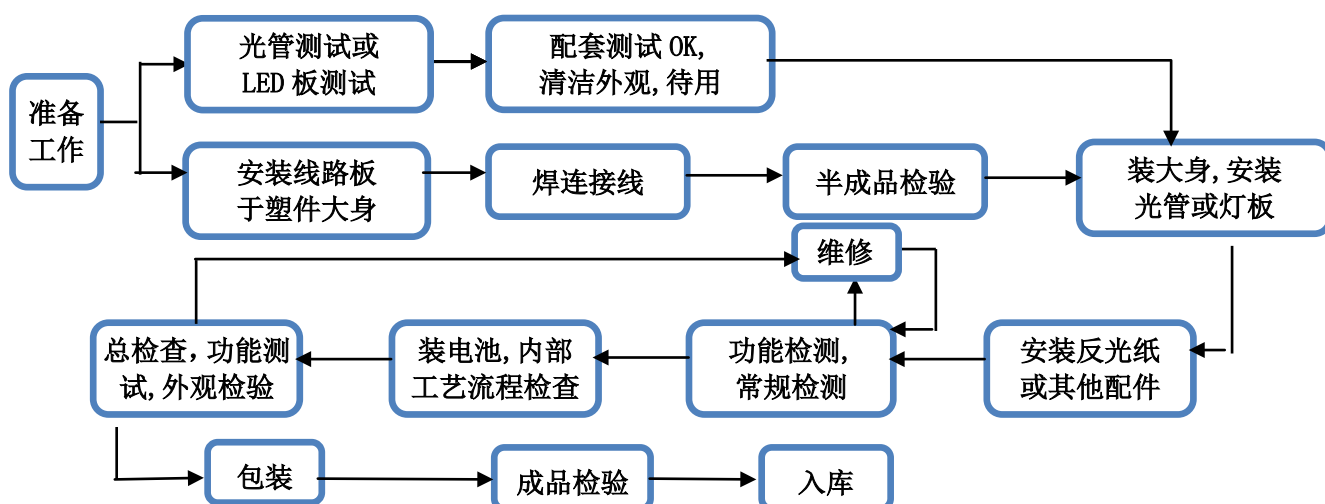 准备
工作
光管测试或
LED 板测试
配套测试 OK,
清洁外观,待用
安装线路板
于塑件大身
焊连接线
半成品检验
装大身,安装
光管或灯板
维修
总检查，功能测
试,外观检验
装电池,内部
工艺流程检查
功能检测,
常规检测
安装反光纸
或其他配件
包装
成品检验
入库